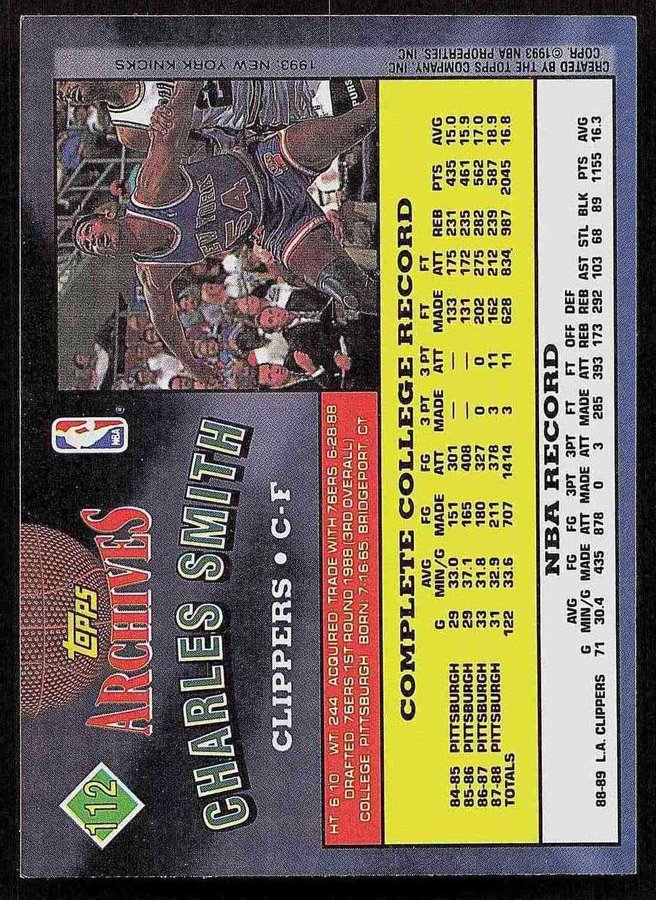 112
TOPPS
ARCHIVES
CHARLES SMITH
CLIPPERS • C-F
NBA
®
NEW YORK
54
PURE
1993, NEW YORK KNICKS
HT 6 10 WT 244 ACQUIRED TRADE WITH 76ERS 6-28-88
DRAFTED 76ERS 1ST ROUND 1988 (3RD OVERALL)
COLLEGE PITTSBURGH BORN 7-16-65 BRIDGEPORT CT
COMPLETE COLLEGE RECORD
AVG FG FG 3 PT 3 PT FT FT
G MIN/G MADE ATT MADE ATT MADE ATT REB PTS AVG
84-85 PITTSBURGH 29 33.0 151 301 — — 133 175 231 435 15.0
85-86 PITTSBURGH 29 37.1 165 408 — — 131 172 235 461 15.9
86-87 PITTSBURGH 33 31.8 180 327 0 0 202 275 282 562 17.0
87-88 PITTSBURGH 31 32.9 211 378 3 11 162 212 239 587 18.9
TOTALS 122 33.6 707 1414 3 11 628 834 987 2045 16.8
NBA RECORD
AVG FG FG 3PT 3PT FT FT OFF DEF
G MIN/G MADE ATT MADE ATT MADE ATT REB REB AST STL BLK PTS AVG
88-89 L.A. CLIPPERS 71 30.4 435 878 0 3 285 393 173 292 103 68 89 1155 16.3
CREATED BY THE TOPPS COMPANY, INC.
COPR. © 1993 NBA PROPERTIES, INC